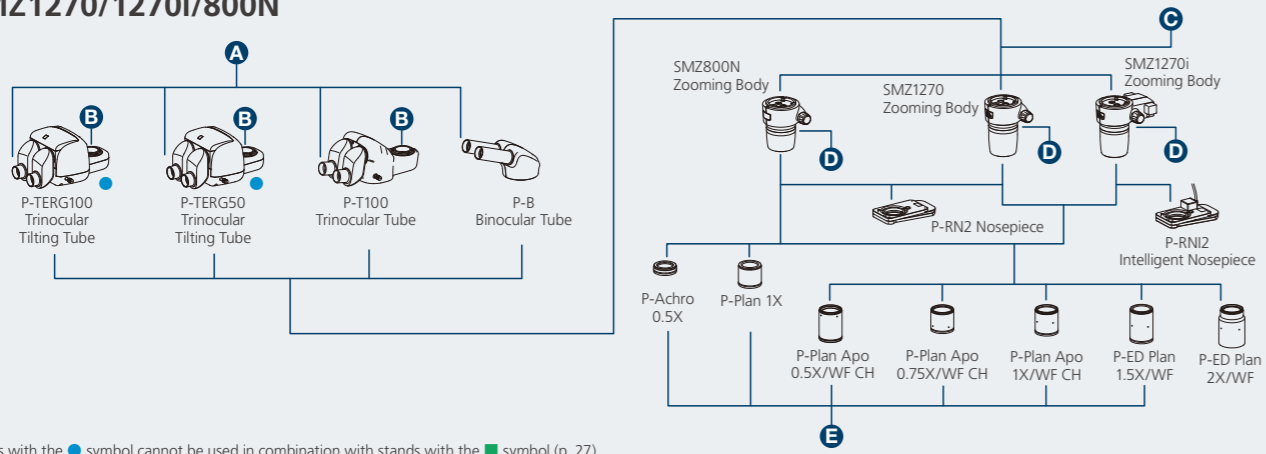 MZ1270/1270i/800N
A
B
B
B
P-TERG100
Trinocular
Tilting Tube
P-TERG50
Trinocular
Tilting Tube
P-T100
Trinocular Tube
P-B
Binocular Tube
C
SMZ800N
Zooming Body
SMZ1270
Zooming Body
SMZ1270i
Zooming Body
D
D
D
P-RN2 Nosepiece
P-RNI2
Intelligent Nosepiece
P-Achro
0.5X
P-Plan 1X
P-Plan Apo
0.5X/WF CH
P-Plan Apo
0.75X/WF CH
P-Plan Apo
1X/WF CH
P-ED Plan
1.5X/WF
P-ED Plan
2X/WF
E
s with the ● symbol cannot be used in combination with stands with the ■ symbol (p. 27)